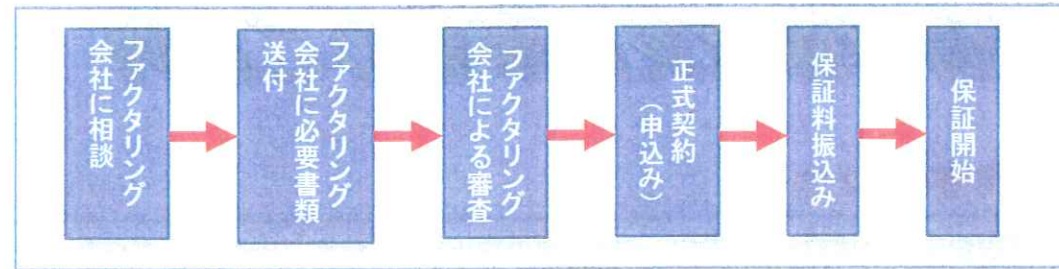 ファクタリング
会社に相談
ファクタリング
会社に必要書類
送付
ファクタリング
会社による審査
正式契約
（申込み）
保証料振込み
保証開始